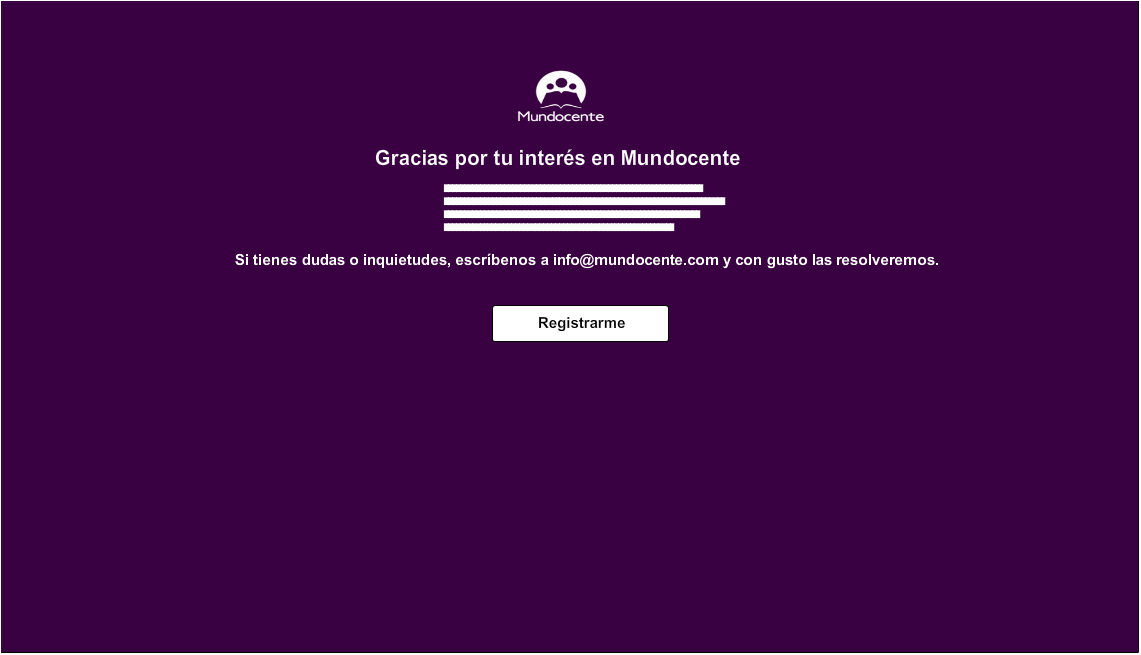 Mundocente
Gracias por tu interés en Mundocente
Si tienes dudas o inquietudes, escríbenos a info@mundocente.com y con gusto las resolveremos.
Registrarme